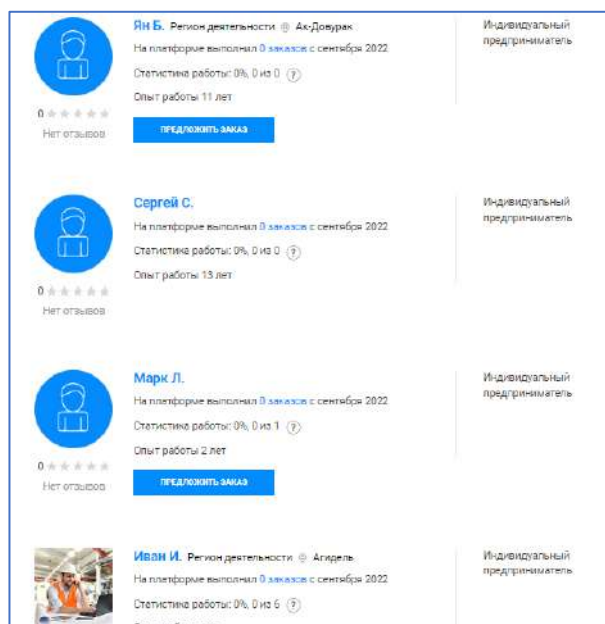 Ян Б. Регион деятельности Ак-Довурак
Индивидуальный
предприниматель
На платформе выполнил 0 заказов с сентября 2022
Статистика работы: 0%, 0 из 0 ?
Опыт работы 11 лет
0
Нет отзывов
ПРЕДЛОЖИТЬ ЗАКАЗ
Сергей С.
Индивидуальный
предприниматель
На платформе выполнил 0 заказов с сентября 2022
Статистика работы: 0%, 0 из 0 ?
Опыт работы 13 лет
0
Нет отзывов
Марк Л.
Индивидуальный
предприниматель
На платформе выполнил 0 заказов с сентября 2022
Статистика работы: 0%, 0 из 1 ?
Опыт работы 2 лет
0
Нет отзывов
ПРЕДЛОЖИТЬ ЗАКАЗ
Иван И. Регион деятельности Агидель
Индивидуальный
предприниматель
На платформе выполнил 0 заказов с сентября 2022
Статистика работы: 0%, 0 из 6 ?